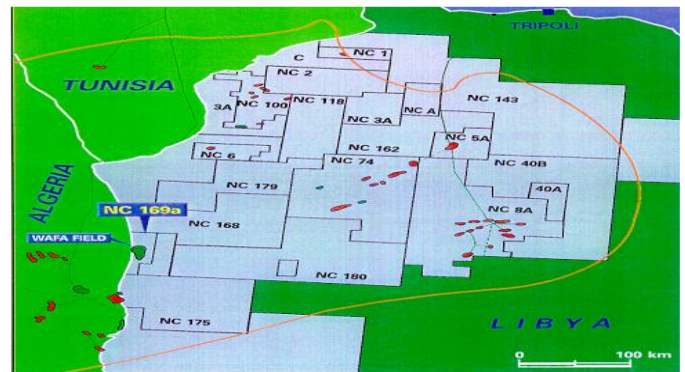 TRIPOLI
NC 1
C
NC 2
TUNISIA
3A
NC 100
NC 118
NC A
NC 143
NC 3A
NC 5A
NC 6
NC 162
NC 74
NC 40B
ALGERIA
NC 179
40A
NC 169a
NC 8A
NC 168
WAFA FIELD
NC 180
NC 175
LIBYA
0 100 km